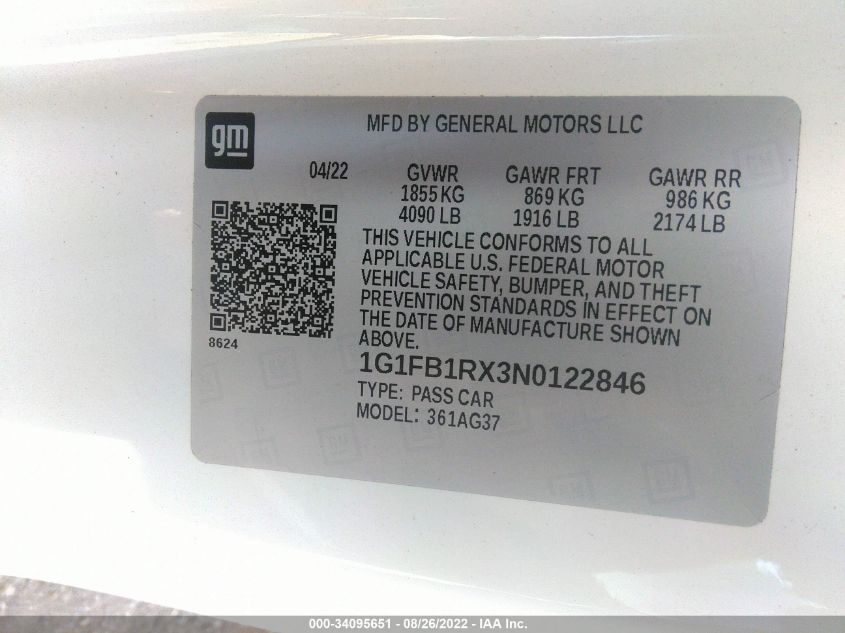 gm
MFD BY GENERAL MOTORS LLC
04/22 GVWR GAWR FRT GAWR RR
1855 KG 869 KG 986 KG
4090 LB 1916 LB 2174 LB
THIS VEHICLE CONFORMS TO ALL
APPLICABLE U.S. FEDERAL MOTOR
VEHICLE SAFETY, BUMPER, AND THEFT
PREVENTION STANDARDS IN EFFECT ON
THE DATE OF MANUFACTURE SHOWN
ABOVE.
8624
1G1FB1RX3N0122846
TYPE: PASS CAR
MODEL: 361AG37
000-34095651 - 08/26/2022 - IAA Inc.